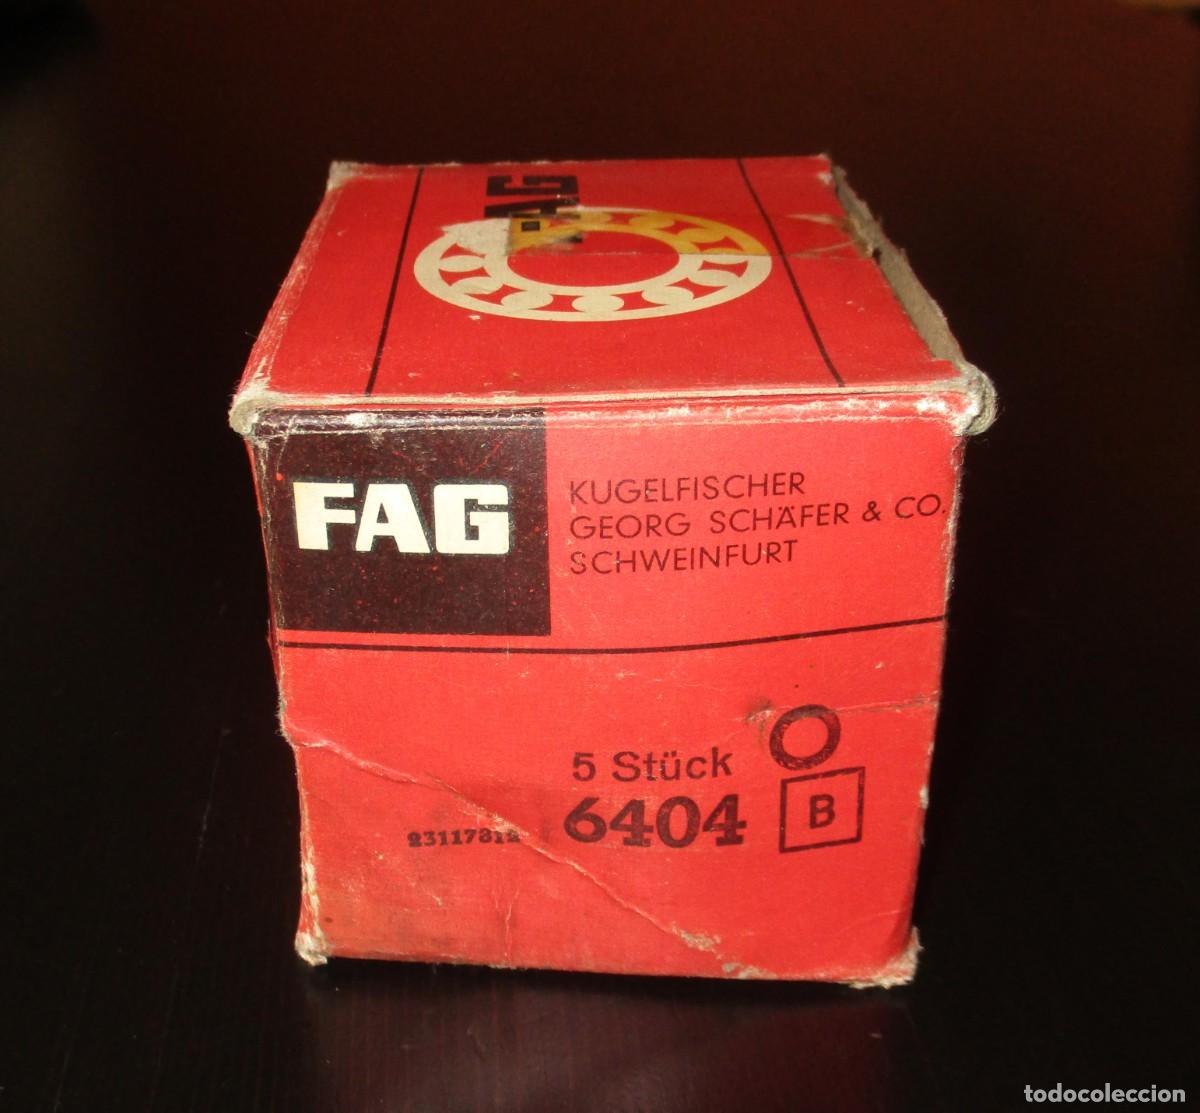 FAG
FAG
KUGELFISCHER
GEORG SCHÄFER & CO.
SCHWEINFURT
5 Stück
6404
B
todocoleccion